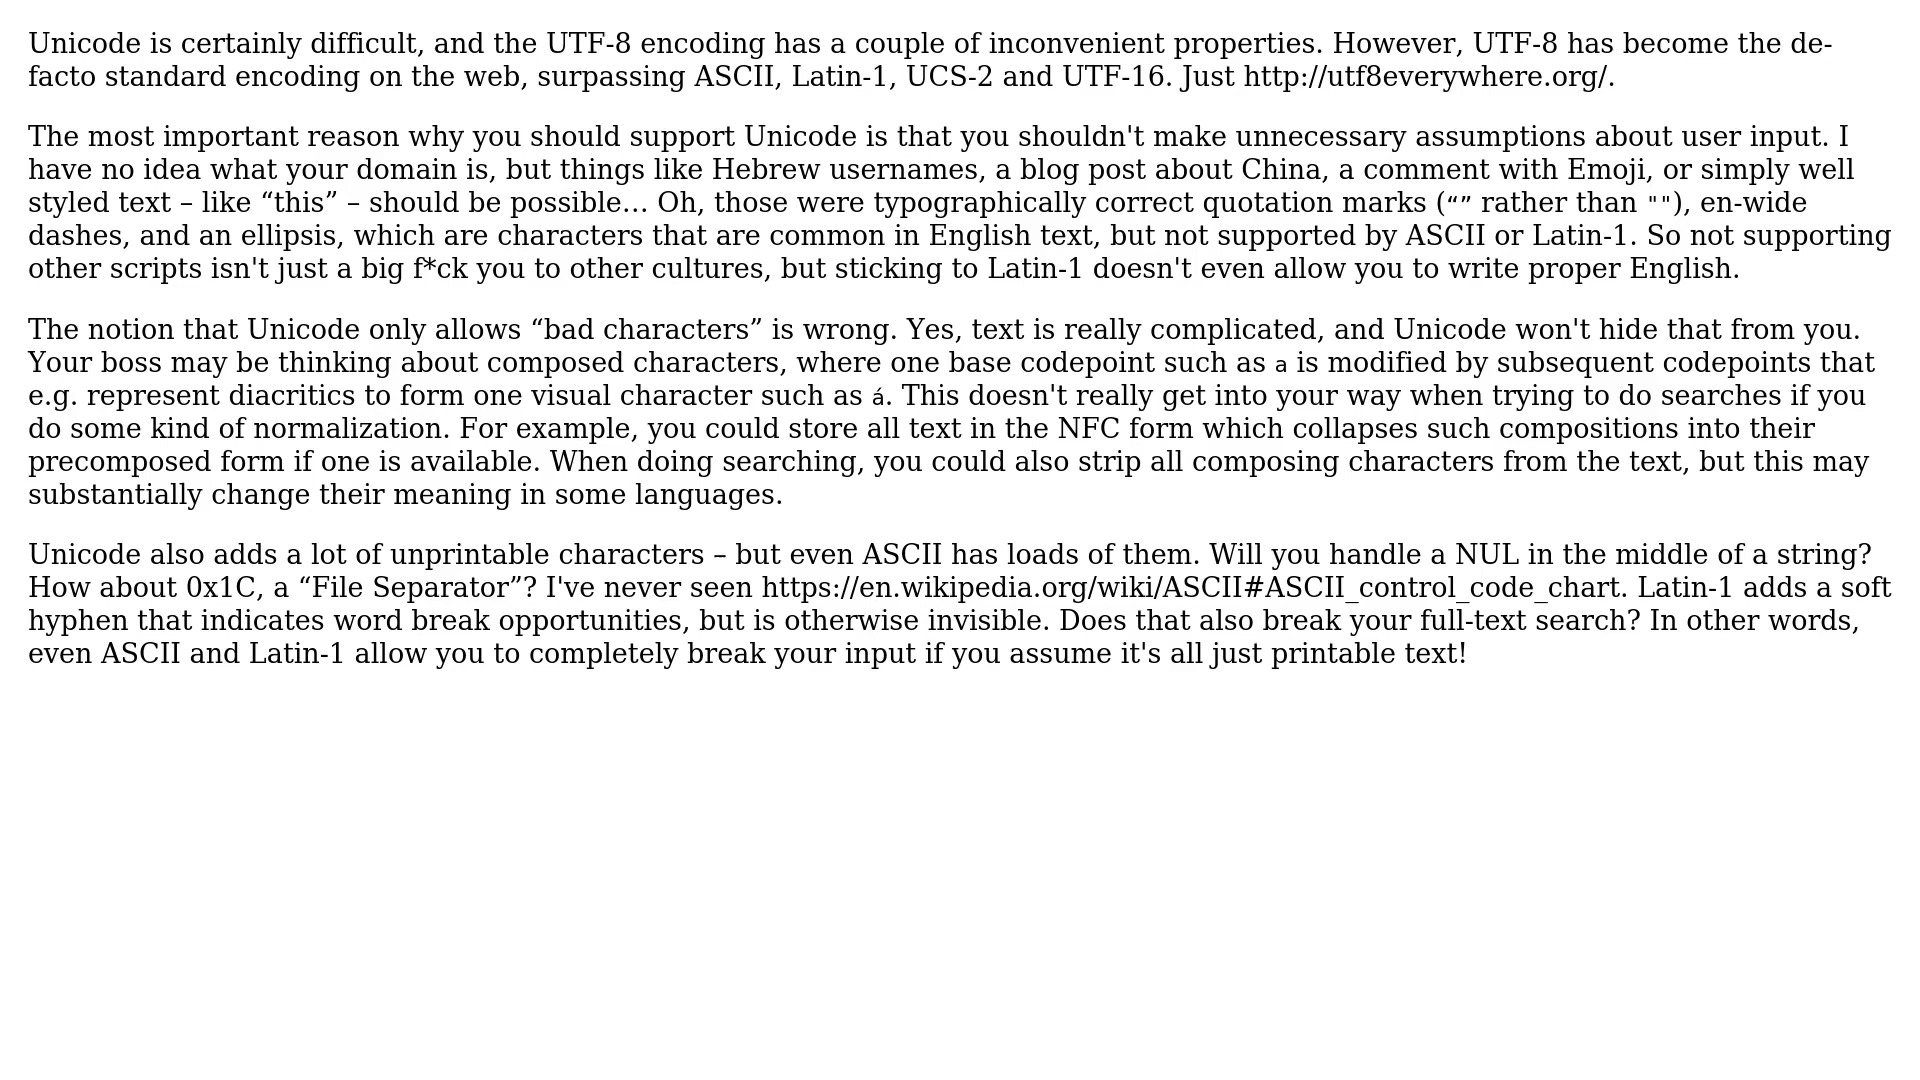 Unicode is certainly difficult, and the UTF-8 encoding has a couple of inconvenient properties. However, UTF-8 has become the de-
facto standard encoding on the web, surpassing ASCII, Latin-1, UCS-2 and UTF-16. Just http://utf8everywhere.org/.
The most important reason why you should support Unicode is that you shouldn't make unnecessary assumptions about user input. I
have no idea what your domain is, but things like Hebrew usernames, a blog post about China, a comment with Emoji, or simply well
styled text – like “this” – should be possible… Oh, those were typographically correct quotation marks (“” rather than ""), en-wide
dashes, and an ellipsis, which are characters that are common in English text, but not supported by ASCII or Latin-1. So not supporting
other scripts isn't just a big f*ck you to other cultures, but sticking to Latin-1 doesn't even allow you to write proper English.
The notion that Unicode only allows “bad characters” is wrong. Yes, text is really complicated, and Unicode won't hide that from you.
Your boss may be thinking about composed characters, where one base codepoint such as a is modified by subsequent codepoints that
e.g. represent diacritics to form one visual character such as á. This doesn't really get into your way when trying to do searches if you
do some kind of normalization. For example, you could store all text in the NFC form which collapses such compositions into their
precomposed form if one is available. When doing searching, you could also strip all composing characters from the text, but this may
substantially change their meaning in some languages.
Unicode also adds a lot of unprintable characters – but even ASCII has loads of them. Will you handle a NUL in the middle of a string?
How about 0x1C, a “File Separator”? I've never seen https://en.wikipedia.org/wiki/ASCII#ASCII_control_code_chart. Latin-1 adds a soft
hyphen that indicates word break opportunities, but is otherwise invisible. Does that also break your full-text search? In other words,
even ASCII and Latin-1 allow you to completely break your input if you assume it's all just printable text!